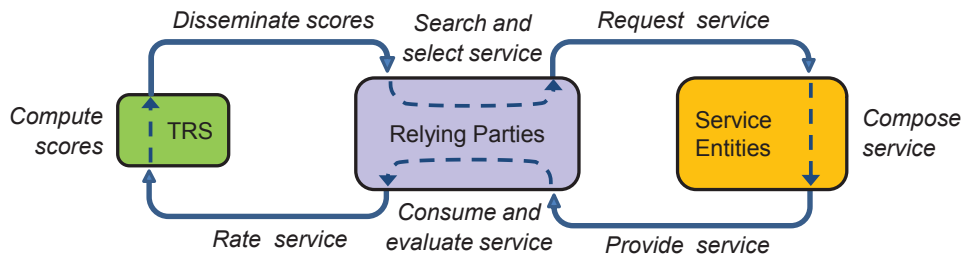 Disseminate scores
Search and
select service
Request service
Compute
scores
TRS
Relying Parties
Service
Entities
Compose
service
Rate service
Consume and
evaluate service
Provide service